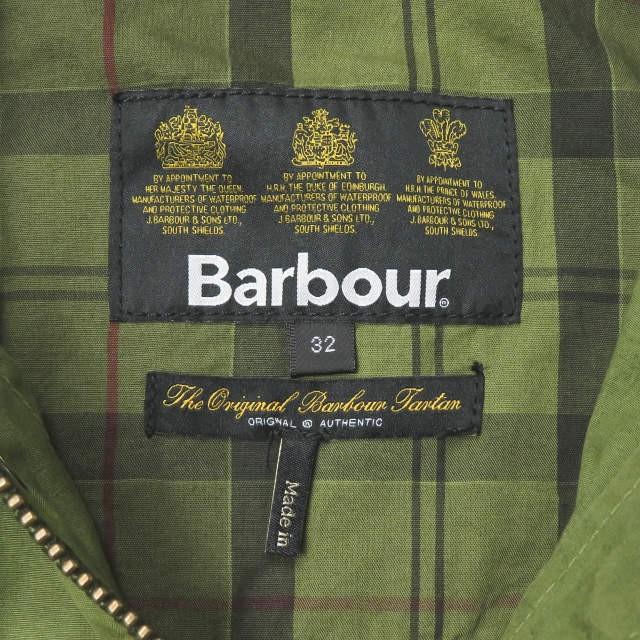 BY APPOINTMENT TO
HER MAJESTY THE QUEEN
MANUFACTURERS OF WATERPROOF
AND PROTECTIVE CLOTHING
J. BARBOUR & SONS LTD.,
SOUTH SHIELDS.
BY APPOINTMENT TO
H.R.H. THE DUKE OF EDINBURGH
MANUFACTURERS OF WATERPROOF
AND PROTECTIVE CLOTHING
J. BARBOUR & SONS LTD.,
SOUTH SHIELDS.
BY APPOINTMENT TO
H.R.H THE PRINCE OF WALES
MANUFACTURERS OF WATERPROOF
AND PROTECTIVE CLOTHING
J. BARBOUR & SONS LTD.,
SOUTH SHIELDS
Barbour®
32
The Original Barbour Tartan
ORIGINAL ® AUTHENTIC
Made in